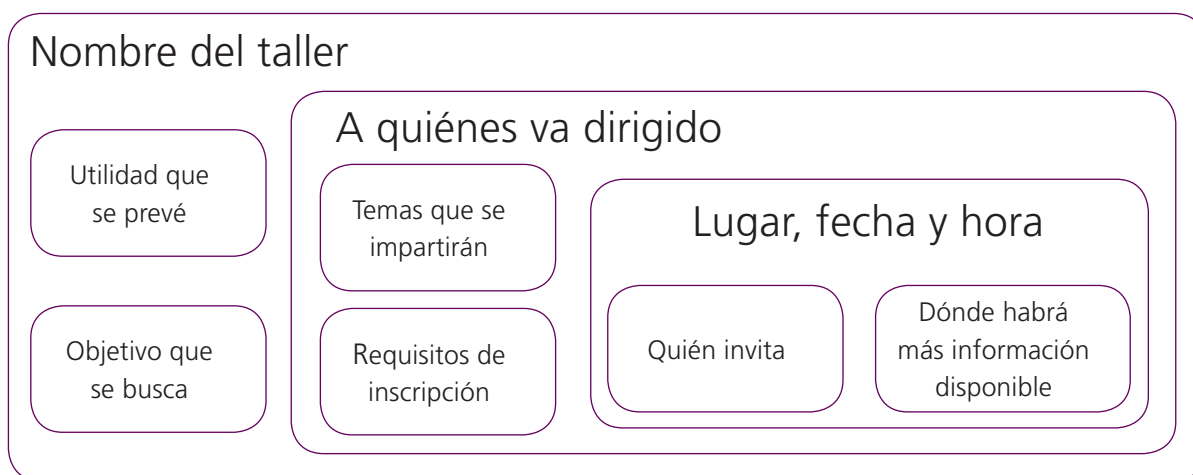 Nombre del taller
Utilidad que
se prevé
Objetivo que
se busca
A quiénes va dirigido
Temas que se
impartirán
Requisitos de
inscripción
Lugar, fecha y hora
Quién invita
Dónde habrá
más información
disponible